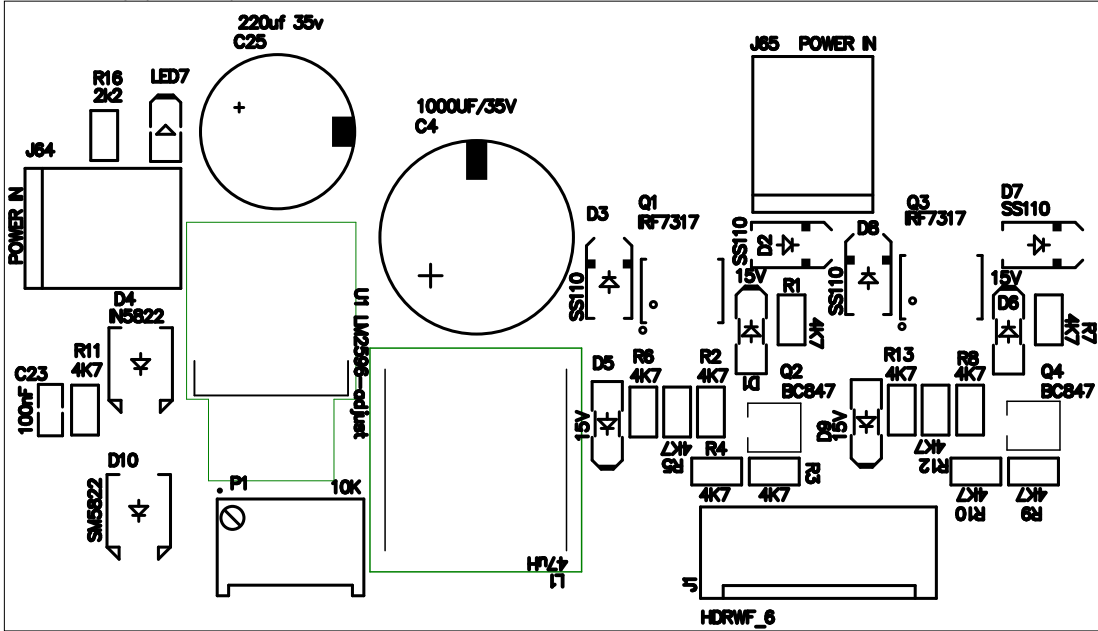 220uf 35v
C25
J65 POWER IN
R16
2K2
LED7
1000UF/35V
C4
J64
POWER IN
D3
SS110
Q1
IRF7317
SS110
D2
D8
SS110
Q3
IRF7317
D7
SS110
D4
IN5822
U1 LM2596-adjust
15V
D1
R1
4K7
15V
D6
R7
4K7
C23
100nF
R11
4K7
D5
15V
R6
4K7
R2
4K7
Q2
BC847
R13
4K7
R8
4K7
Q4
BC847
D9
15V
4K7
R5
4K7
R12
R4
4K7
R3
4K7
4K7
R10
4K7
R9
D10
SM5822
P1
10K
47uH
L1
J1
HDRWF_6